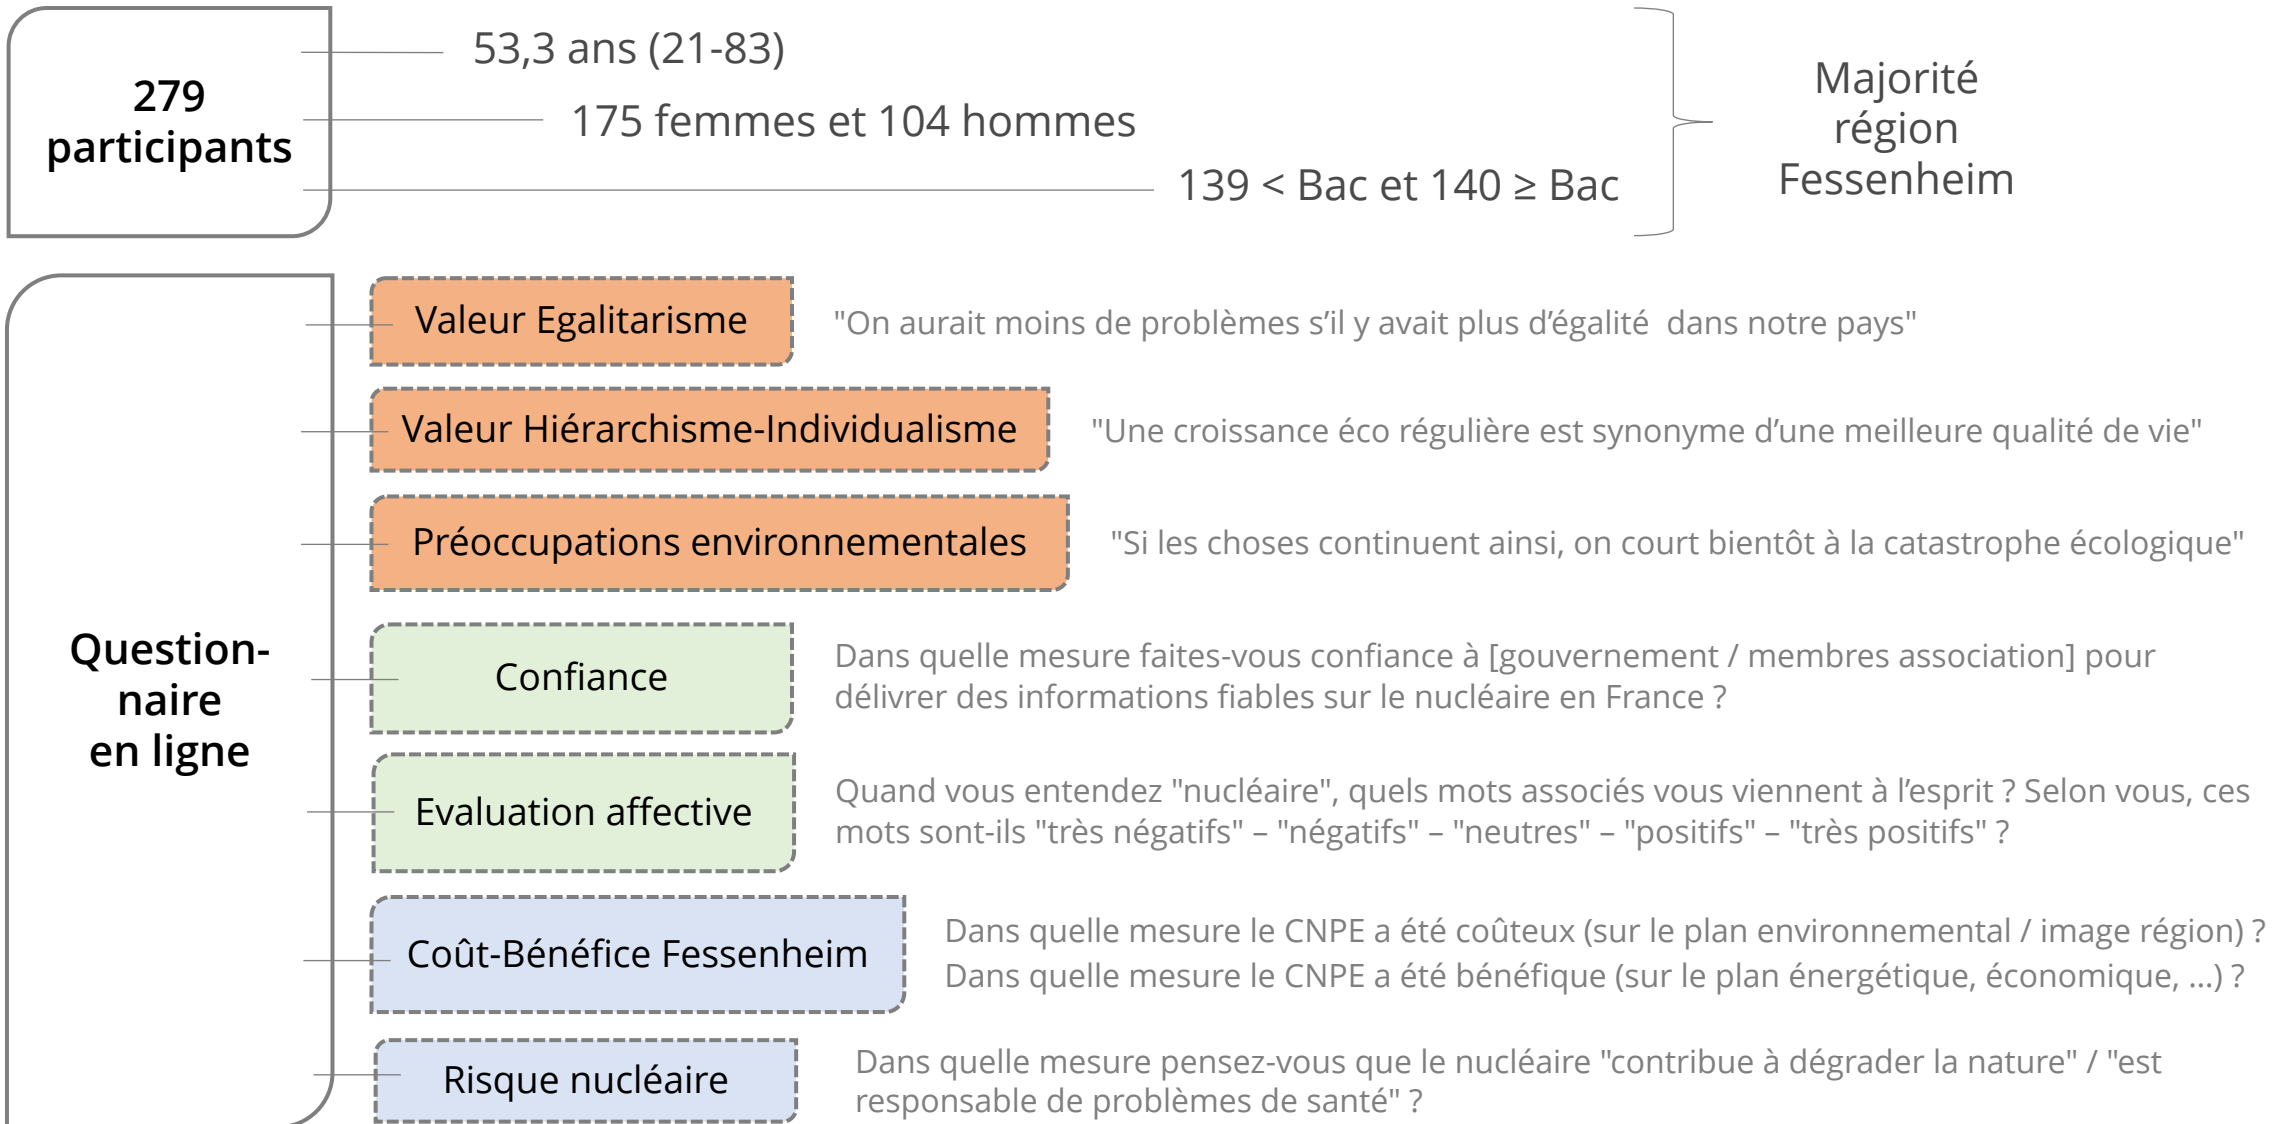 279
participants
53,3 ans (21-83)
175 femmes et 104 hommes
139 < Bac et 140 ≥ Bac
Majorité
région
Fessenheim
Question-
naire
en ligne
Valeur Egalitarisme
"On aurait moins de problèmes s’il y avait plus d’égalité  dans notre pays"
Valeur Hiérarchisme-Individualisme
"Une croissance éco régulière est synonyme d’une meilleure qualité de vie"
Préoccupations environnementales
"Si les choses continuent ainsi, on court bientôt à la catastrophe écologique"
Confiance
Dans quelle mesure faites-vous confiance à [gouvernement / membres association] pour
délivrer des informations fiables sur le nucléaire en France ?
Evaluation affective
Quand vous entendez "nucléaire", quels mots associés vous viennent à l’esprit ? Selon vous, ces
mots sont-ils "très négatifs" – "négatifs" – "neutres" – "positifs" – "très positifs" ?
Coût-Bénéfice Fessenheim
Dans quelle mesure le CNPE a été coûteux (sur le plan environnemental / image région) ?
Dans quelle mesure le CNPE a été bénéfique (sur le plan énergétique, économique, ...) ?
Risque nucléaire
Dans quelle mesure pensez-vous que le nucléaire "contribue à dégrader la nature" / "est
responsable de problèmes de santé" ?